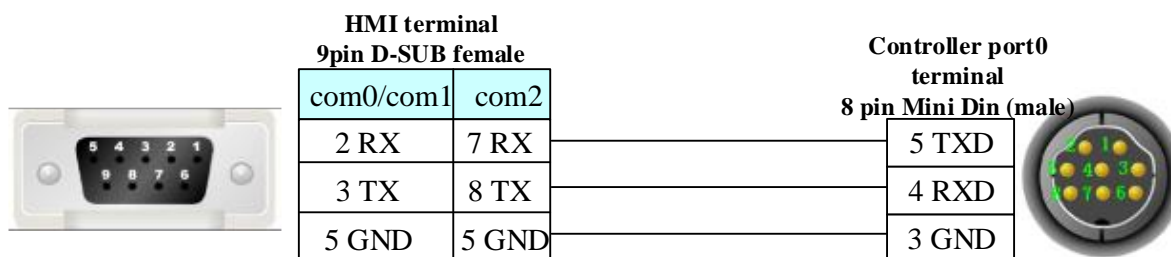 HMI terminal
9pin D-SUB female
com0/com1 com2
2 RX 7 RX
3 TX 8 TX
5 GND 5 GND
Controller port0
terminal
8 pin Mini Din (male)
5 TXD
4 RXD
3 GND
5 4 3 2 1
9 8 7 6
2 1
5 4 3
8 7 6